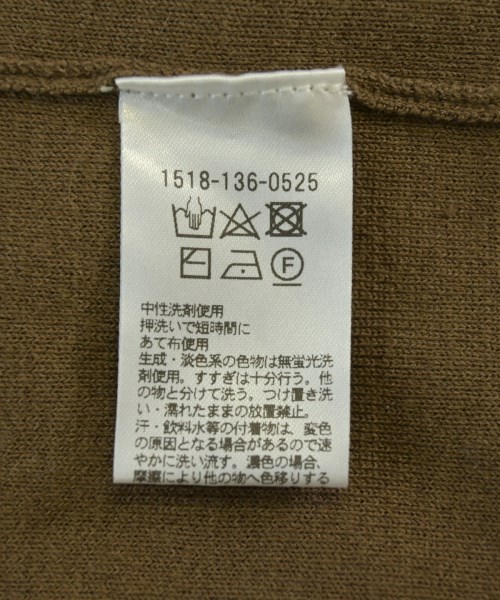 1518-136-0525
F
中性洗剤使用
押洗いで短時間に
あて布使用
生成・淡色系の色物は無蛍光洗
剤使用。すすぎは十分行う。他
の物と分けて洗う。つけ置き洗
い・濡れたままの放置禁止。
汗・飲料水等の付着物は、変色
の原因となる場合があるので速
やかに洗い流す。濃色の場合、
摩擦により他の物へ色移りする